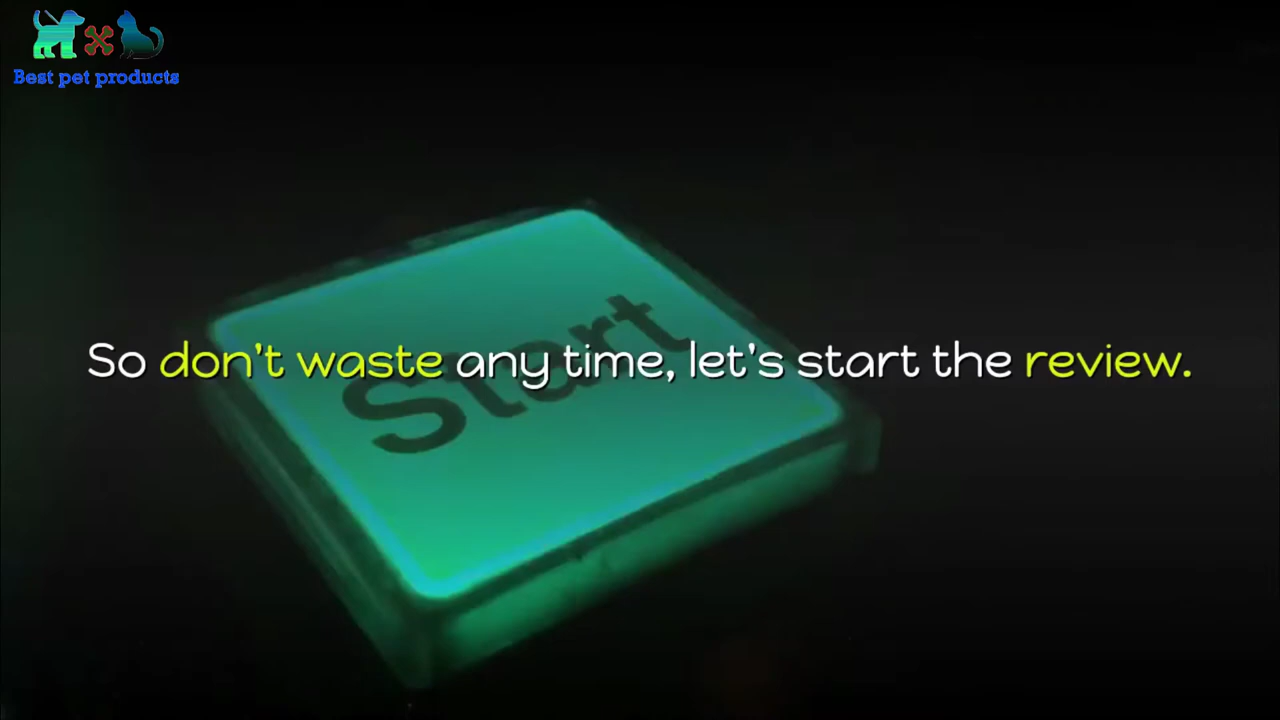 Best pet products
Start
So don't waste any time, let's start the review.